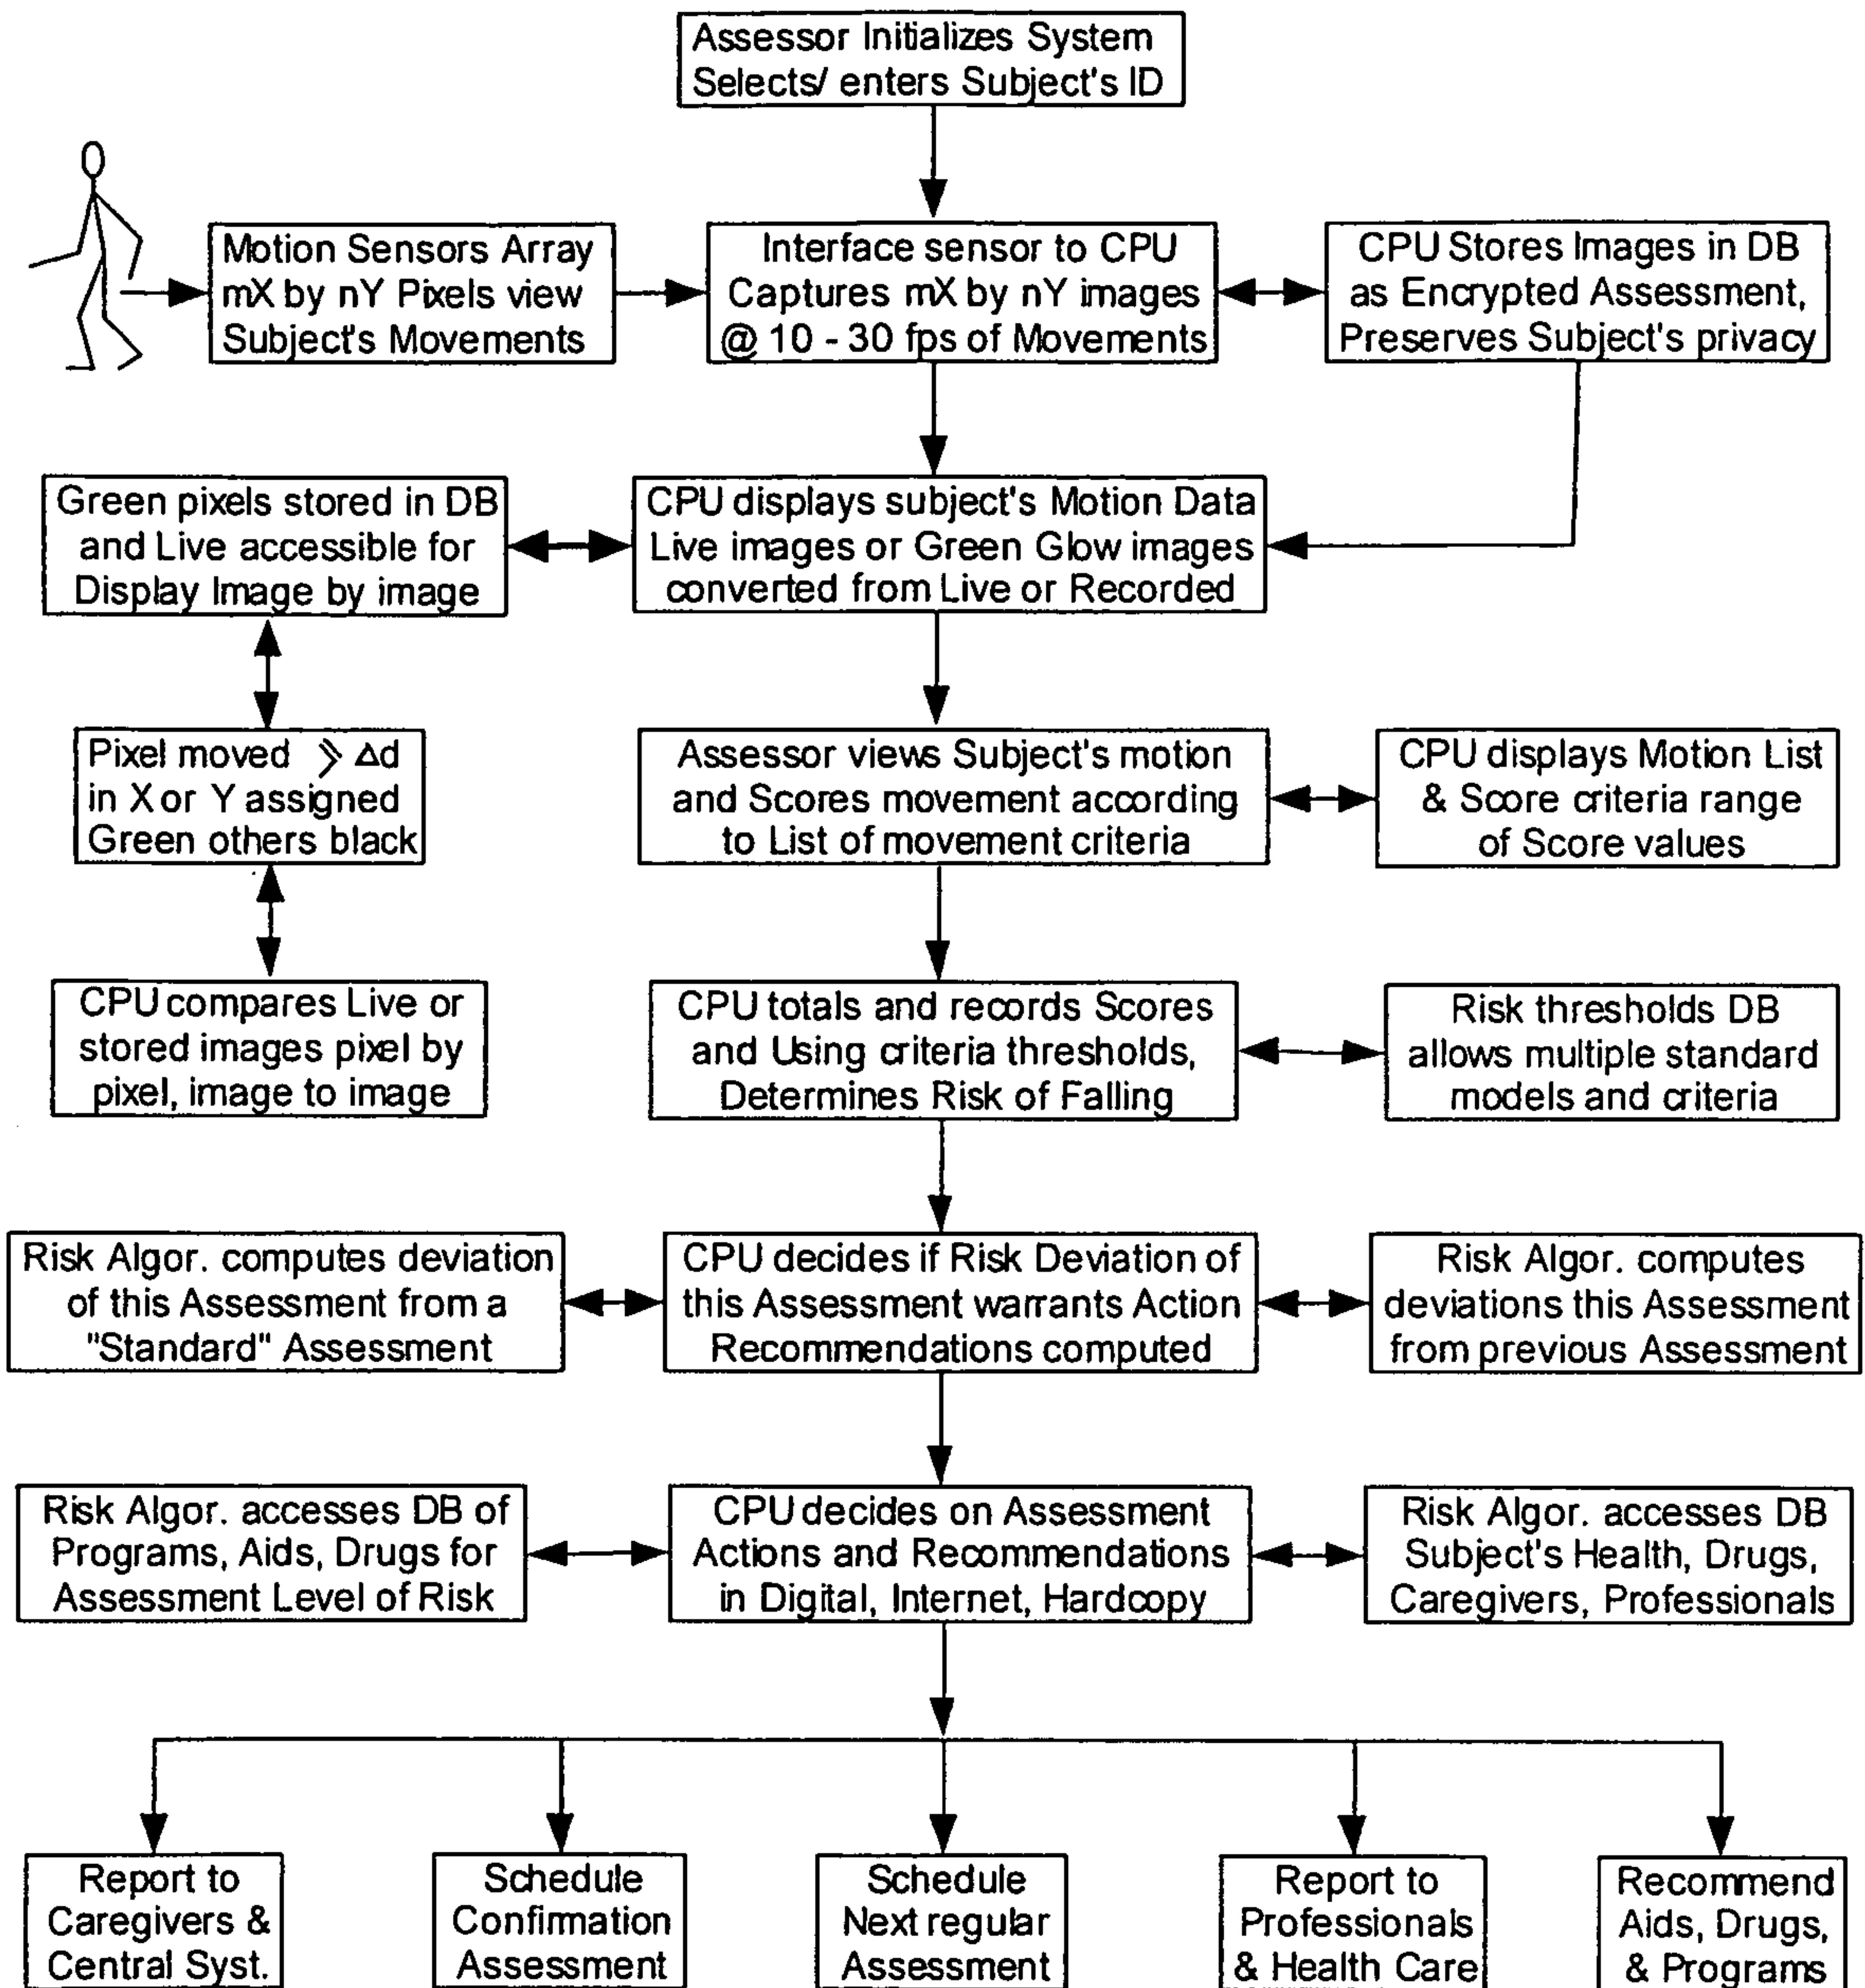 Assessor Initializes System
Selects/ enters Subject's ID
Motion Sensors Array
mX by nY Pixels view
Subject's Movements
Interface sensor to CPU
Captures mX by nY images
@ 10 - 30 fps of Movements
CPU Stores Images in DB
as Encrypted Assessment,
Preserves Subject's privacy
Green pixels stored in DB
and Live accessible for
Display Image by image
CPU displays subject's Motion Data
Live images or Green Glow images
converted from Live or Recorded
Pixel moved ⩾ Δd
in X or Y assigned
Green others black
Assessor views Subject's motion
and Scores movement according
to List of movement criteria
CPU displays Motion List
& Score criteria range
of Score values
CPU compares Live or
stored images pixel by
pixel, image to image
CPU totals and records Scores
and Using criteria thresholds,
Determines Risk of Falling
Risk thresholds DB
allows multiple standard
models and criteria
Risk Algor. computes deviation
of this Assessment from a
"Standard" Assessment
CPU decides if Risk Deviation of
this Assessment warrants Action
Recommendations computed
Risk Algor. computes
deviations this Assessment
from previous Assessment
Risk Algor. accesses DB of
Programs, Aids, Drugs for
Assessment Level of Risk
CPU decides on Assessment
Actions and Recommendations
in Digital, Internet, Hardcopy
Risk Algor. accesses DB
Subject's Health, Drugs,
Caregivers, Professionals
Report to
Caregivers &
Central Syst.
Schedule
Confirmation
Assessment
Schedule
Next regular
Assessment
Report to
Professionals
& Health Care
Recommend
Aids, Drugs,
& Programs